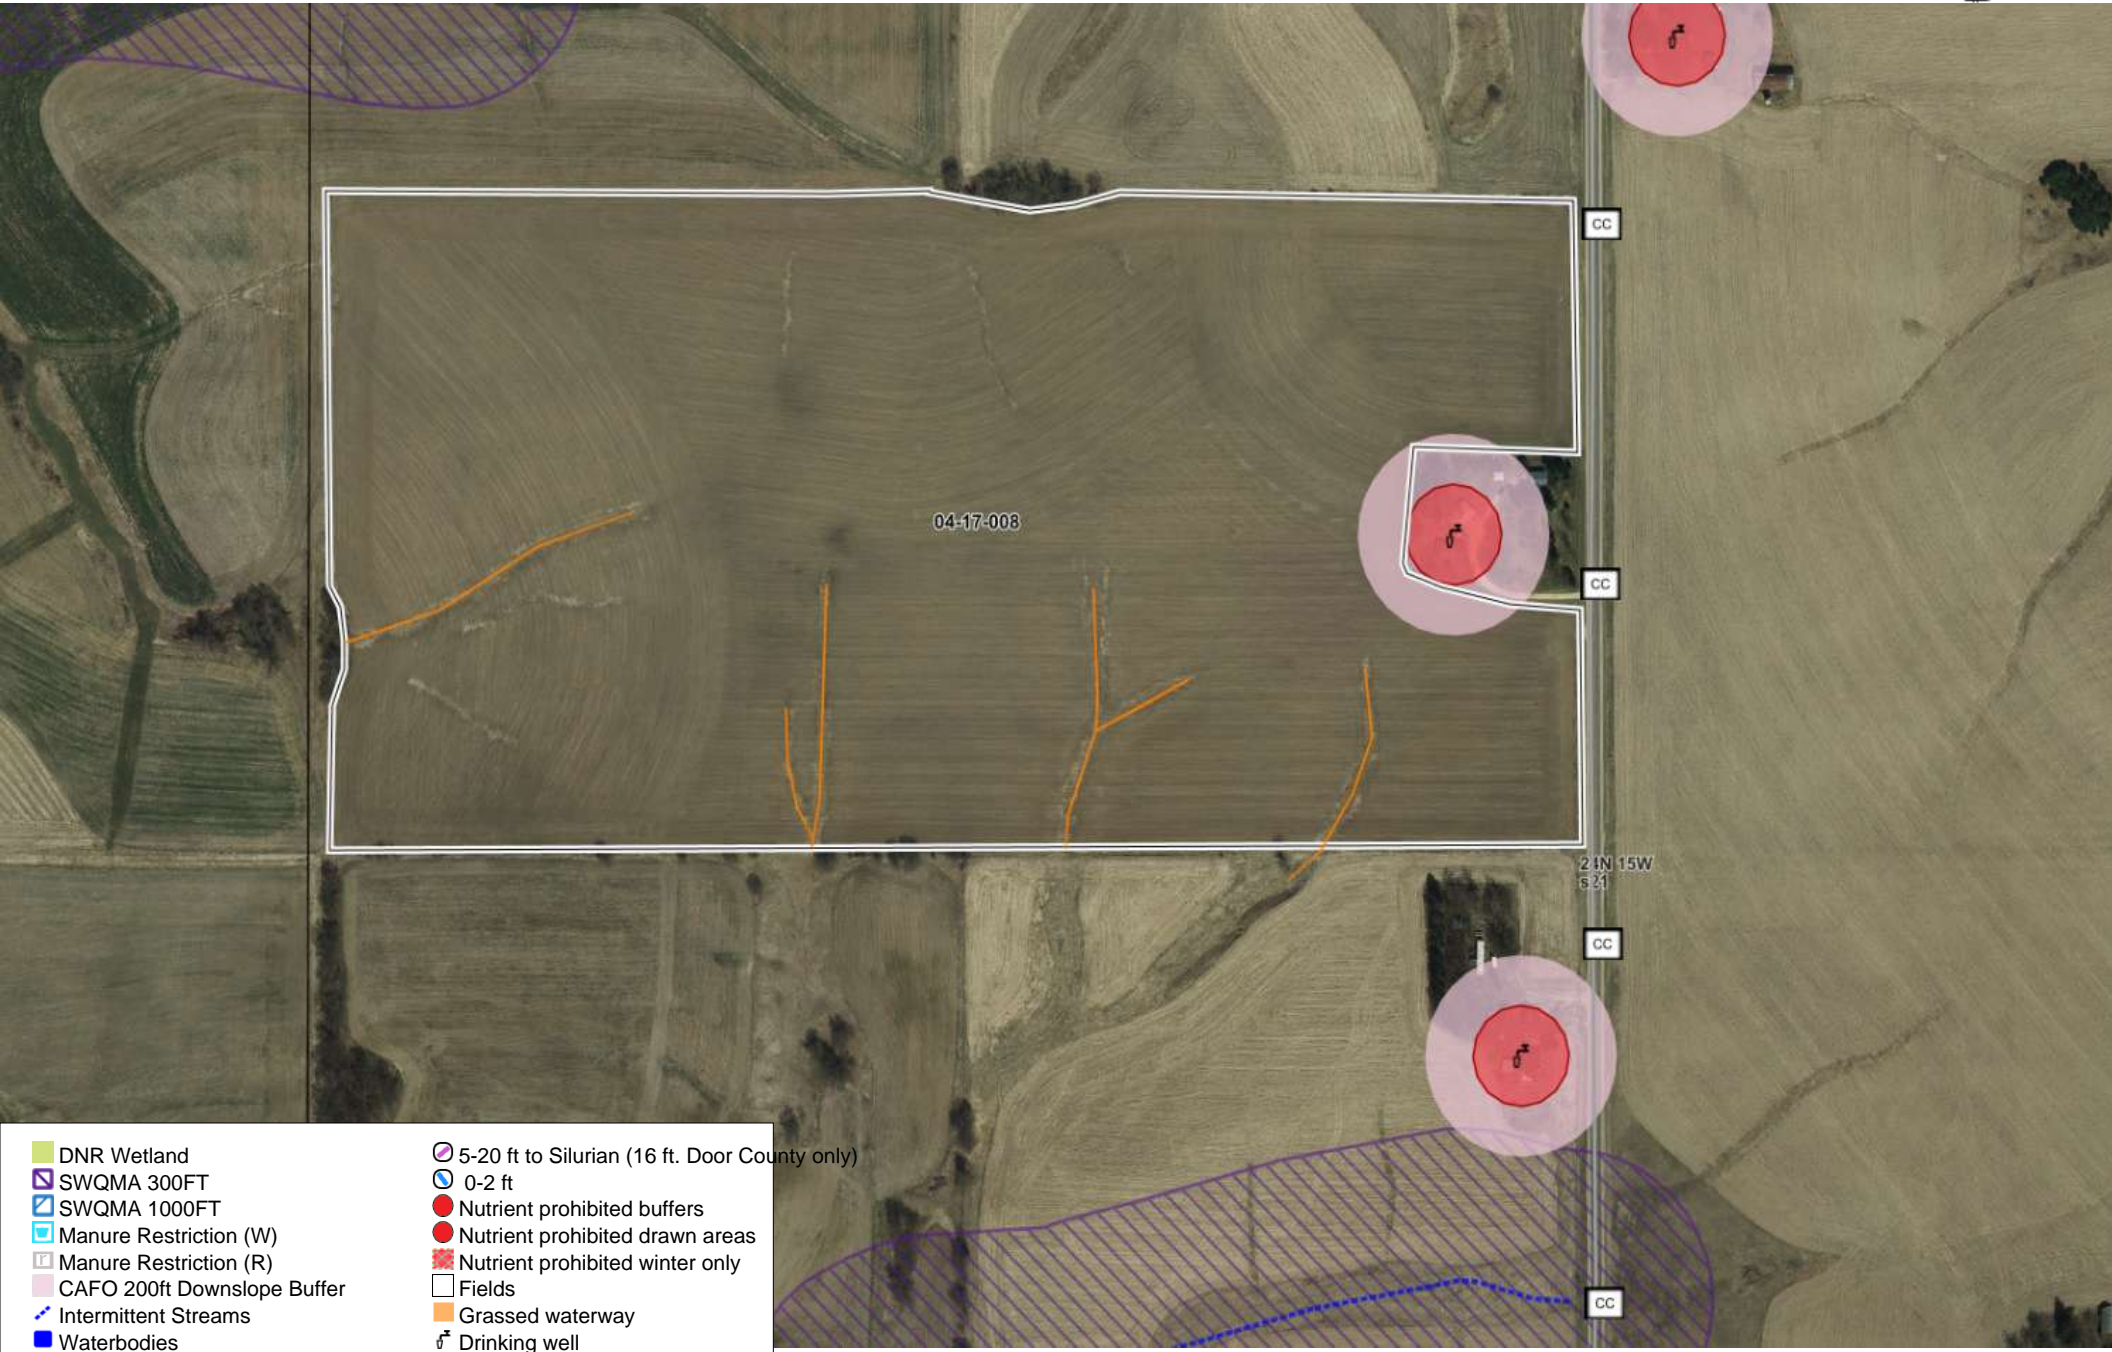 CC
04-17-008
CC
24N 15W
s21
CC
CC
DNR Wetland
SWQMA 300FT
SWQMA 1000FT
Manure Restriction (W)
r Manure Restriction (R)
CAFO 200ft Downslope Buffer
Intermittent Streams
Waterbodies
5-20 ft to Silurian (16 ft. Door County only)
0-2 ft
Nutrient prohibited buffers
Nutrient prohibited drawn areas
Nutrient prohibited winter only
Fields
Grassed waterway
Drinking well